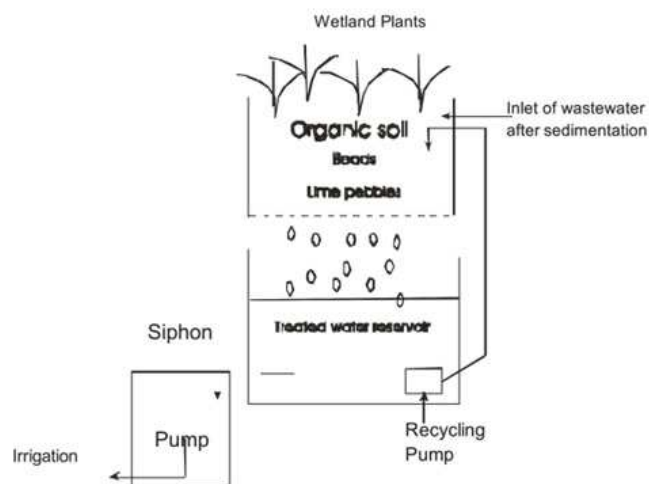 Wetland Plants
Inlet of wastewater
after sedimentation
Organic soil
Beads
Lime pebbles
Treated water reservoir
Siphon
Pump
Recycling
Pump
Irrigation